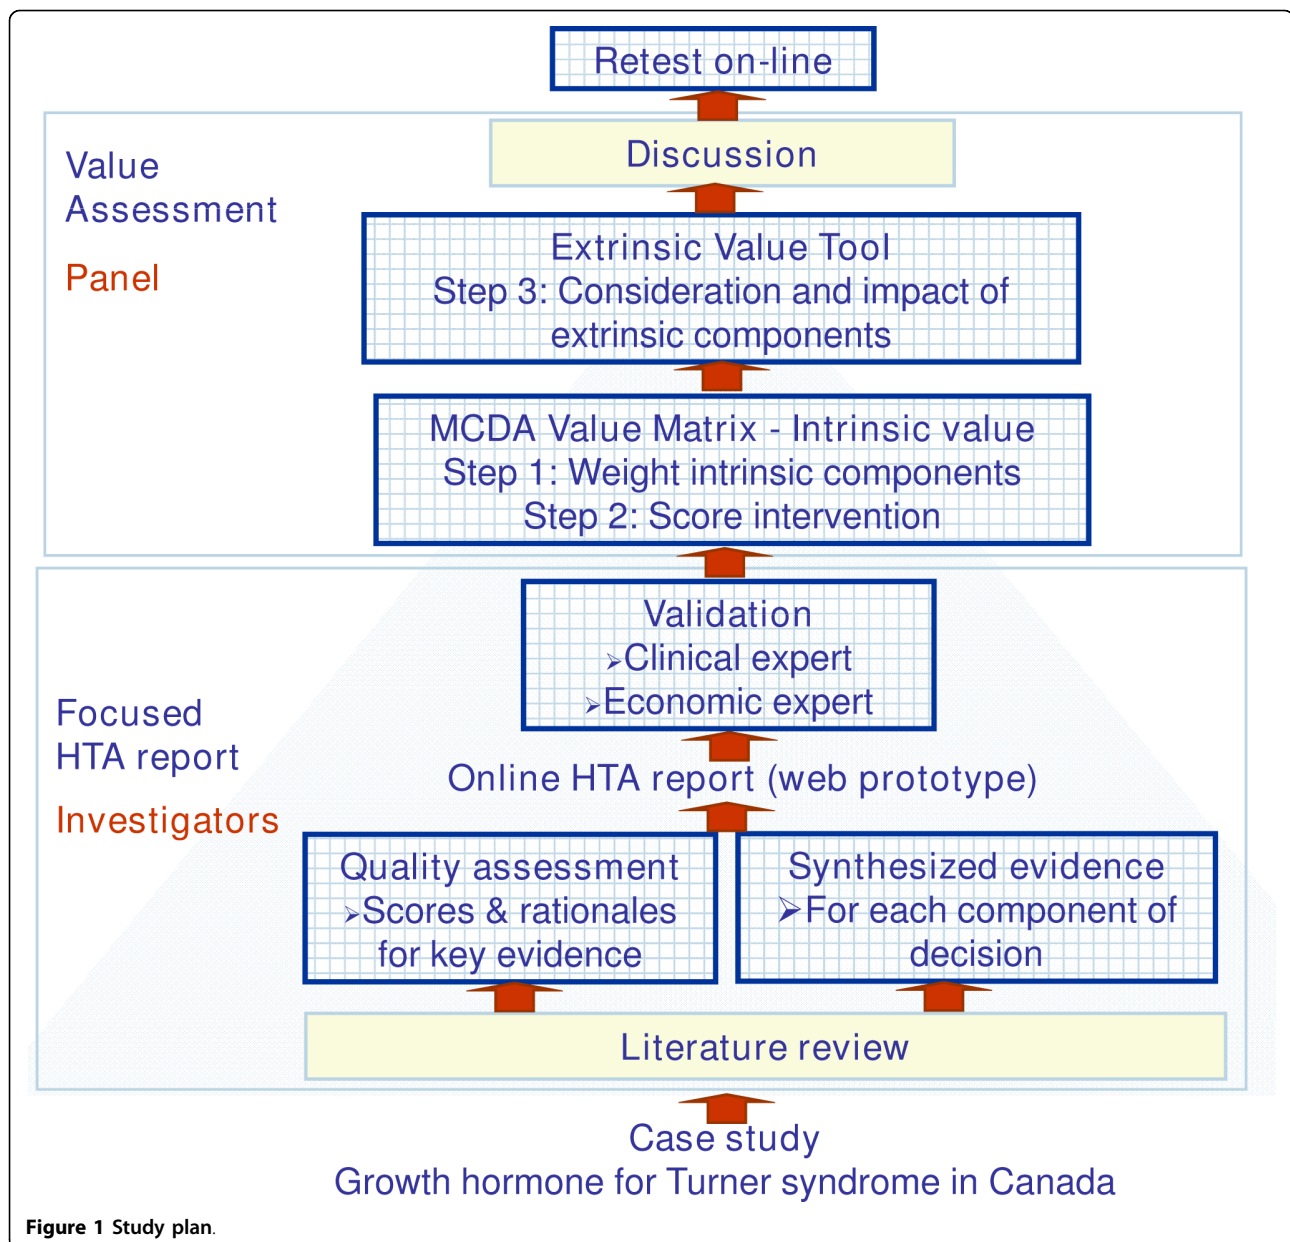 Retest on-line
Value
Assessment
Panel
Discussion
Extrinsic Value Tool
Step 3: Consideration and impact of
extrinsic components
MCDA Value Matrix - Intrinsic value
Step 1: Weight intrinsic components
Step 2: Score intervention
Focused
HTA report
Investigators
Validation
➢Clinical expert
➢Economic expert
Online HTA report (web prototype)
Quality assessment
➢Scores & rationales
for key evidence
Synthesized evidence
➢For each component of
decision
Literature review
Case study
Growth hormone for Turner syndrome in Canada
Figure 1 Study plan.